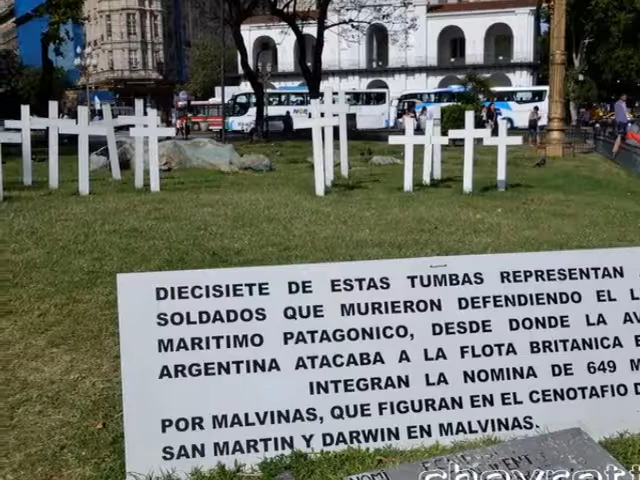 DIECISIETE DE ESTAS TUMBAS REPRESENTAN
SOLDADOS QUE MURIERON DEFENDIENDO EL L
MARITIMO PATAGONICO, DESDE DONDE LA AV
ARGENTINA ATACABA A LA FLOTA BRITANICA E
INTEGRAN LA NOMINA DE 649 M
POR MALVINAS, QUE FIGURAN EN EL CENOTAFIO D
SAN MARTIN Y DARWIN EN MALVINAS.